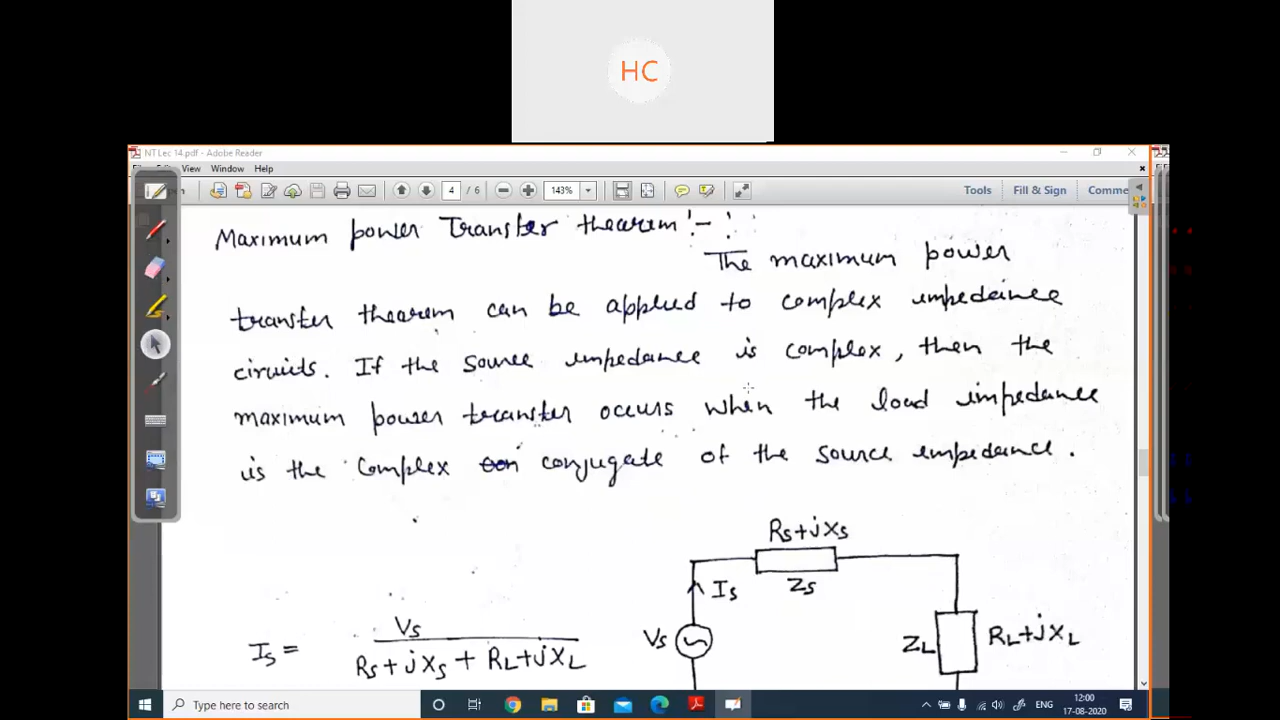 HC
NT Lec 14.pdf - Adobe Reader
View Window Help
4 / 6 143% Tools Fill & Sign Comme
Maximum power Transfer theorem :- :
The maximum power
transfer theorem can be applied to complex impedance
circuits. If the source impedance is complex, then the
maximum power transfer occurs when the load impedance
is the complex conjugate of the source impedance.
Rs+jXs
Is
Zs
Vs
Is =
Rs+jXs + RL+jXL
Vs
ZL
RL+jXL
Type here to search
ENG
12:00
17-08-2020